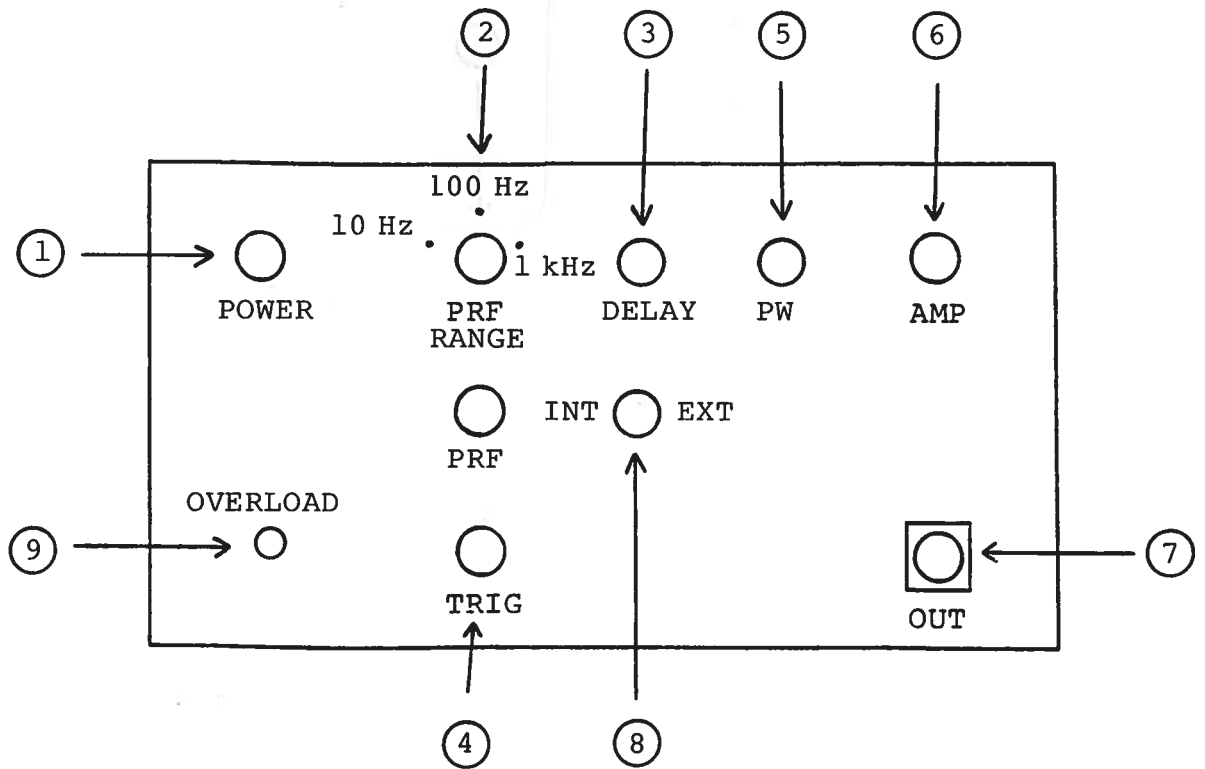 2
3
5
6
100 Hz
10 Hz
1
1 kHz
POWER
PRF
RANGE
DELAY
PW
AMP
INT
EXT
PRF
OVERLOAD
9
7
TRIG
OUT
4
8